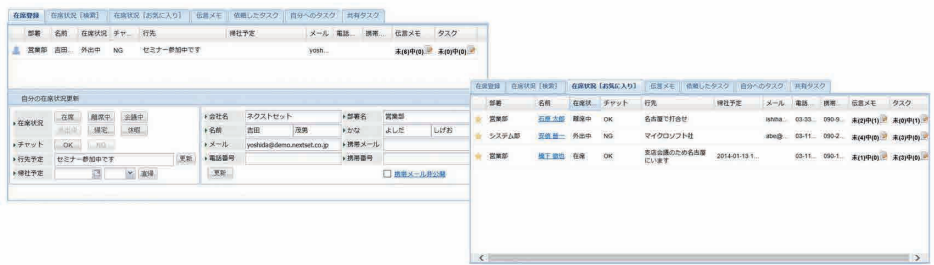 在席登録 在席状況 [検索] 在席状況 [お気に入り] 伝言メモ 依頼したタスク 自分へのタスク 共有タスク
部署 名前 在席状況 チャ... 行先 帰社予定 メール 電話... 携帯... 伝言メモ タスク
営業部 吉田... 外出中 NG セミナー参加中です yosh... 未(6)中(0) 未(0)中(0)
自分の在席状況更新
在席状況 在席 離席中 会議中
外出中 帰宅 休暇
チャット OK NG
行先予定 セミナー参加中です 更新
帰社予定 直帰
会社名 ネクストセット 部署名 営業部
名前 吉田 茂男 かな よしだ しげお
メール yoshida@demo.nextset.co.jp 携帯メール
電話番号 携帯番号
更新 携帯メール非公開
在席登録 在席状況 [検索] 在席状況 [お気に入り] 伝言メモ 依頼したタスク 自分へのタスク 共有タスク
部署 名前 在席状... チャット 行先 帰社予定 メール 電話... 携帯... 伝言メモ タスク
営業部 石原 太郎 離席中 OK 名古屋で打合せ ishiha... 03-33... 090-9... 未(2)中(1) 未(0)中(1)
システム部 安倍 晋一 外出中 NG マイクロソフト社 abe@... 03-11... 090-2... 未(4)中(0) 未(4)中(0)
営業部 橋下 徹也 在席 OK 支店会議のため名古屋にいます 2014-01-13 1... 03-11... 090-1... 未(1)中(0) 未(3)中(0)